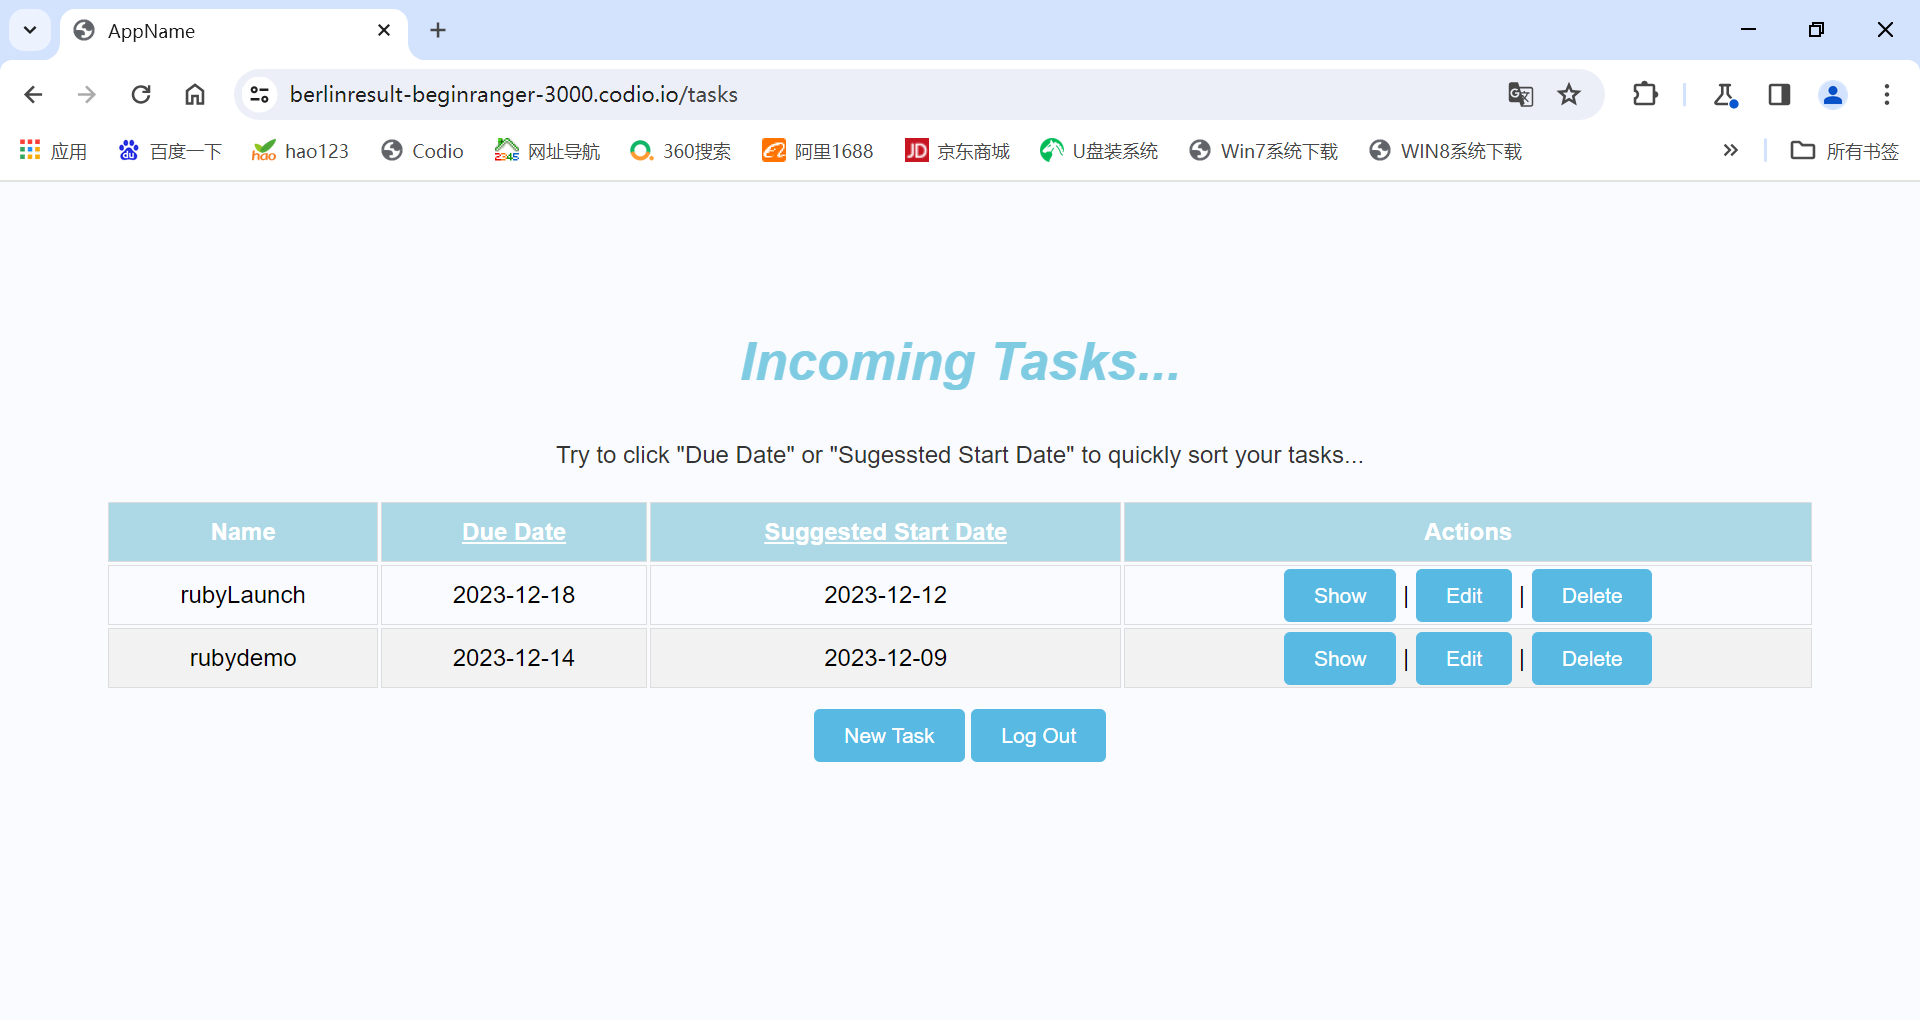 AppName
berlinresult-beginranger-3000.codio.io/tasks
应用 百度一下 hao123 Codio 网址导航 360搜索 阿里1688 京东商城 U盘装系统 Win7系统下载 WIN8系统下载 所有书签
Incoming Tasks...
Try to click "Due Date" or "Sugessted Start Date" to quickly sort your tasks...
Name Due Date Suggested Start Date Actions
rubyLaunch 2023-12-18 2023-12-12 Show | Edit | Delete
rubydemo 2023-12-14 2023-12-09 Show | Edit | Delete
New Task Log Out